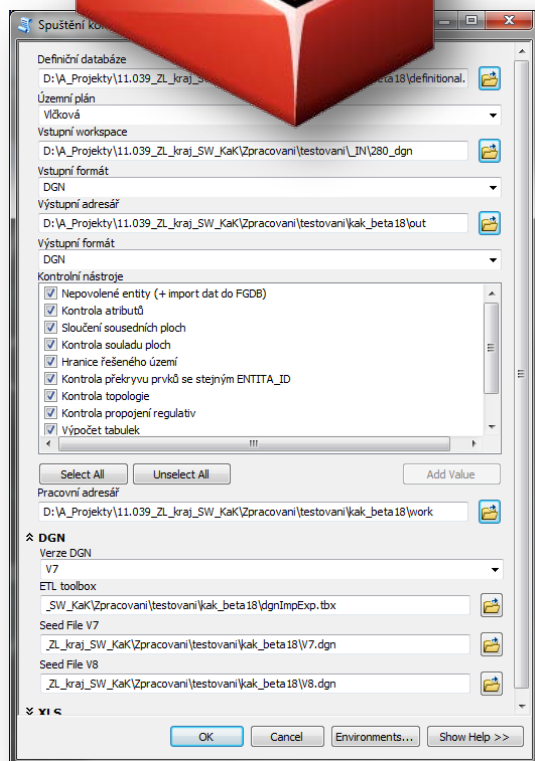 Spuštění
Definiční databáze
D:\A_Projekty\11.039_ZL_kraj_S beta18\definitional.
Územní plán
Vlčková
Vstupní workspace
D:\A_Projekty\11.039_ZL_kraj_SW_KaK\Zpracovani\testovani\_IN\280_dgn
Vstupní formát
DGN
Výstupní adresář
D:\A_Projekty\11.039_ZL_kraj_SW_KaK\Zpracovani\testovani\kak_beta18\out
Výstupní formát
DGN
Kontrolní nástroje
Nepovolené entity (+ import dat do FGDB)
Kontrola atributů
Sloučení sousedních ploch
Kontrola souladu ploch
Hranice řešeného území
Kontrola překryvu prvků se stejným ENTITA_ID
Kontrola topologie
Kontrola propojení regulativ
Výpočet tabulek
Select All Unselect All Add Value
Pracovní adresář
D:\A_Projekty\11.039_ZL_kraj_SW_KaK\Zpracovani\testovani\kak_beta18\work
DGN
Verze DGN
V7
ETL toolbox
_SW_KaK\Zpracovani\testovani\kak_beta18\dgnImpExp.tbx
Seed File V7
_ZL_kraj_SW_KaK\Zpracovani\testovani\kak_beta18\V7.dgn
Seed File V8
_ZL_kraj_SW_KaK\Zpracovani\testovani\kak_beta18\V8.dgn
XLS
OK Cancel Environments... Show Help >>